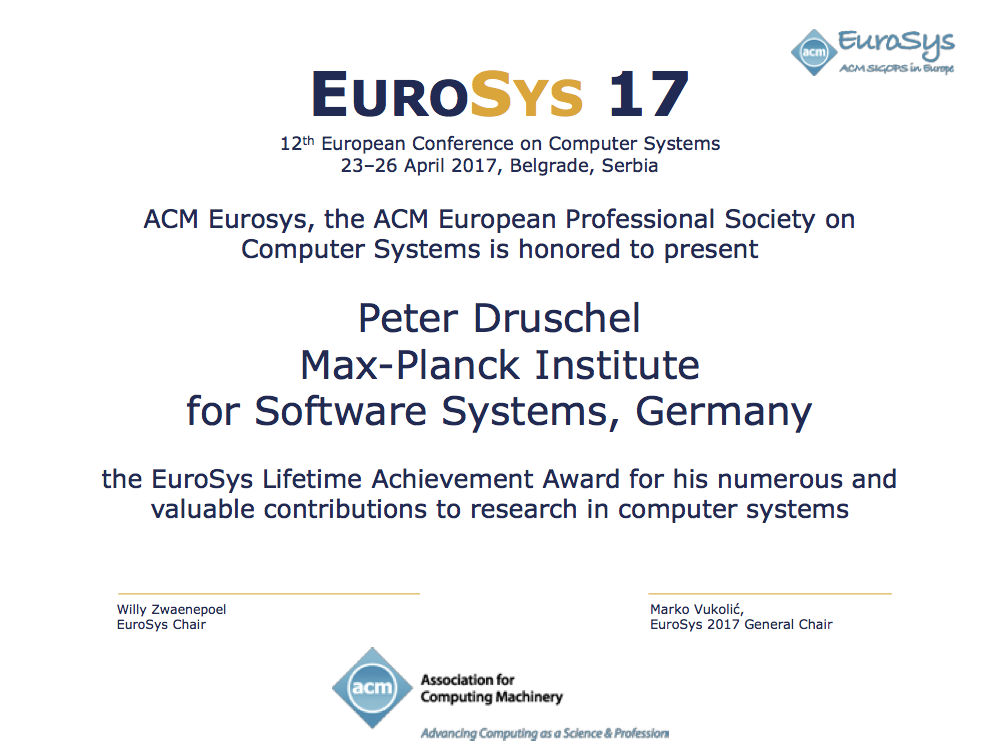 acm EuroSys
ACM SIGOPS in Europe
EUROSYS 17
12th European Conference on Computer Systems
23–26 April 2017, Belgrade, Serbia
ACM Eurosys, the ACM European Professional Society on
Computer Systems is honored to present
Peter Druschel
Max-Planck Institute
for Software Systems, Germany
the EuroSys Lifetime Achievement Award for his numerous and
valuable contributions to research in computer systems
Willy Zwaenepoel
EuroSys Chair
Marko Vukolić,
EuroSys 2017 General Chair
acm
Association for
Computing Machinery
Advancing Computing as a Science & Profession